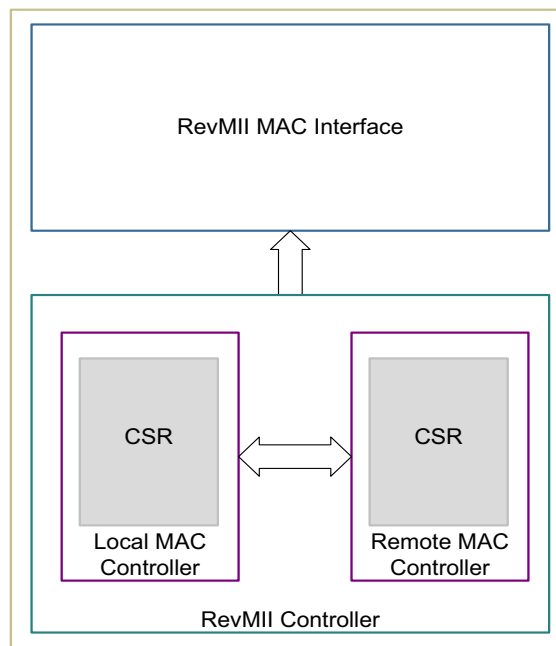 RevMII MAC Interface
CSR
CSR
Local MAC
Controller
Remote MAC
Controller
RevMII Controller